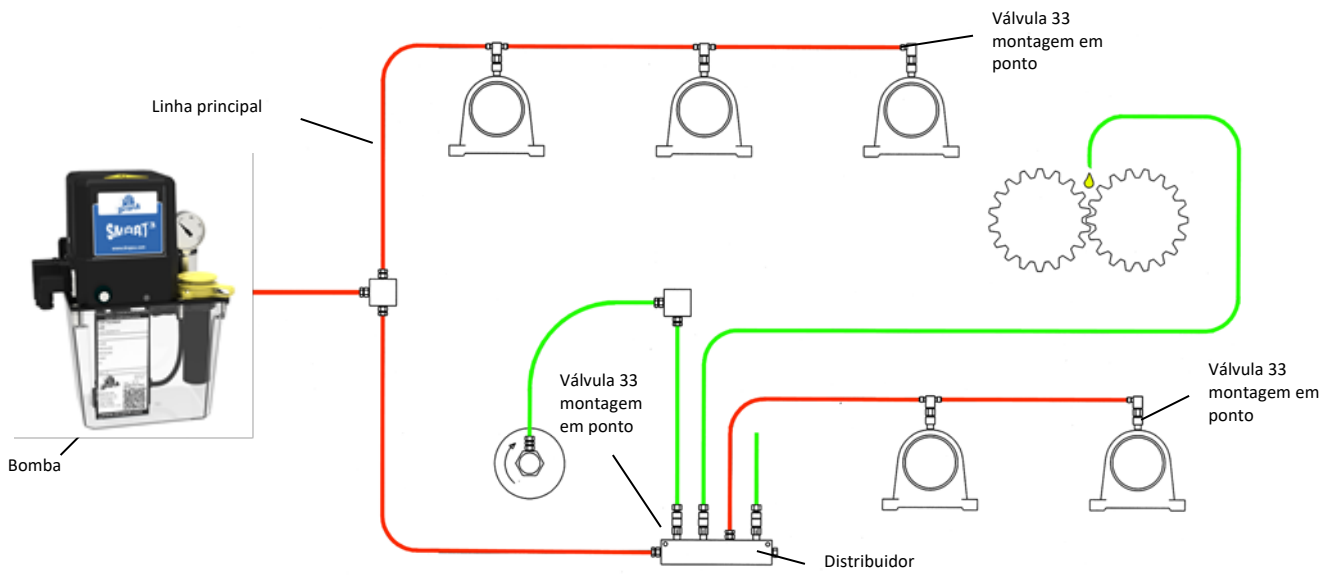 Válvula 33
montagem em
ponto
Linha principal
SMART³
Válvula 33
montagem
em ponto
Válvula 33
montagem em
ponto
Bomba
Distribuidor